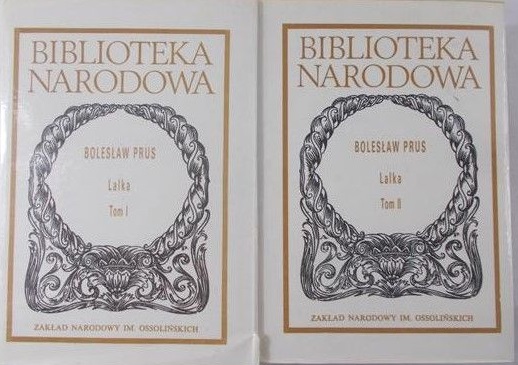 BIBLIOTEKA
NARODOWA
BOLESŁAW PRUS
Lalka
Tom I
ZAKŁAD NARODOWY IM. OSSOLIŃSKICH
BIBLIOTEKA
NARODOWA
BOLESŁAW PRUS
Lalka
Tom II
ZAKŁAD NARODOWY IM. OSSOLIŃSKICH